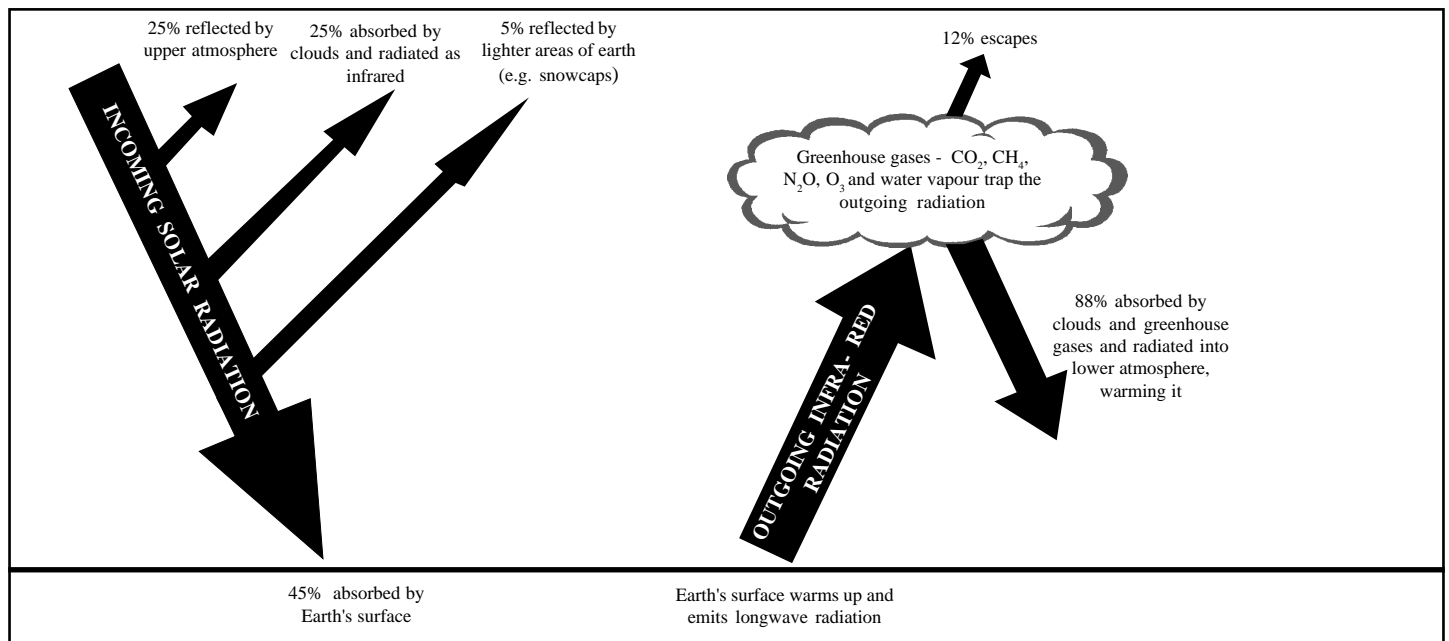 25% reflected by
upper atmosphere
25% absorbed by
clouds and radiated as
infrared
5% reflected by
lighter areas of earth
(e.g. snowcaps)
INCOMING SOLAR RADIATION
45% absorbed by
Earth's surface
12% escapes
Greenhouse gases - CO₂, CH₄,
N₂O, O₃ and water vapour trap the
outgoing radiation
OUTGOING INFRA- RED
RADIATION
88% absorbed by
clouds and greenhouse
gases and radiated into
lower atmosphere,
warming it
Earth's surface warms up and
emits longwave radiation